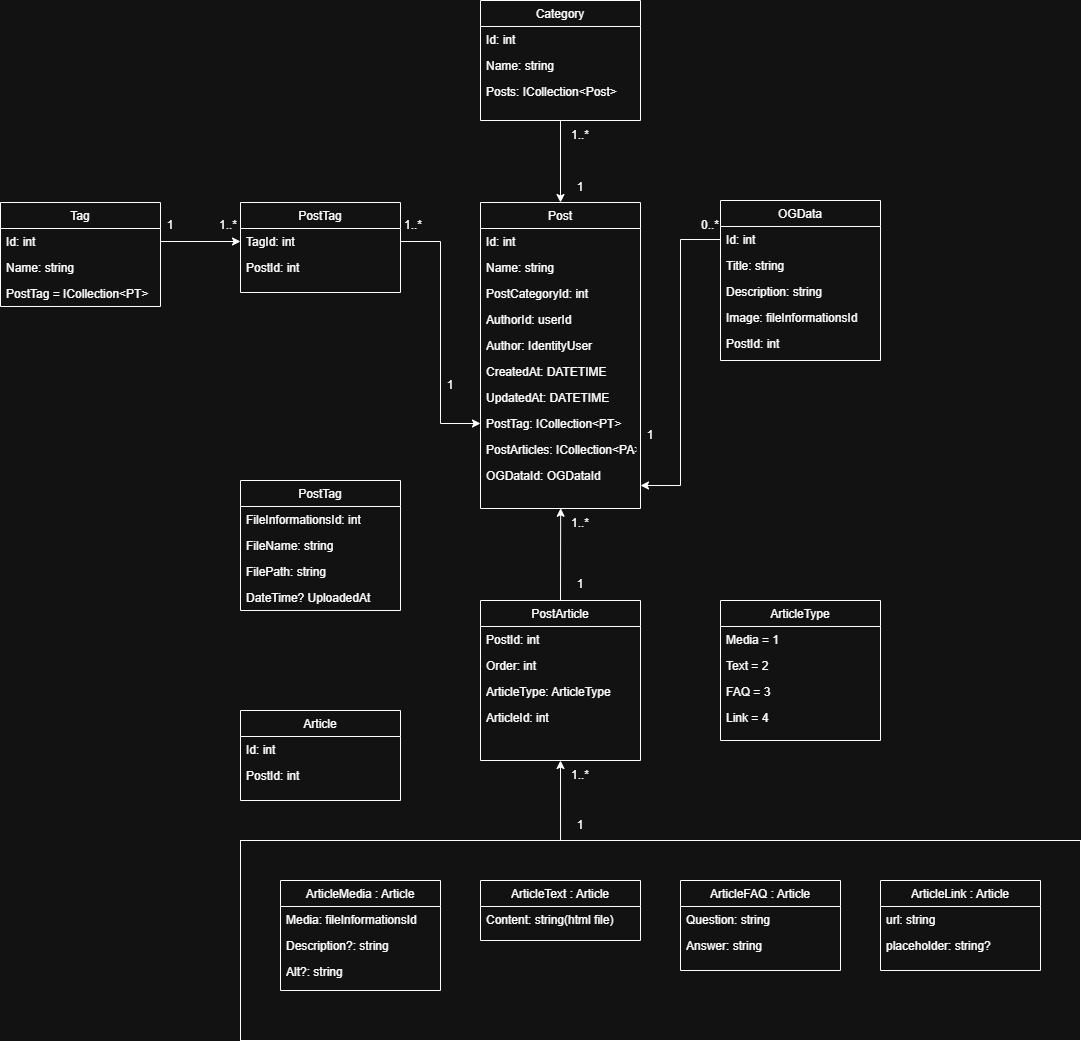 Category
Id: int
Name: string
Posts: ICollection<Post>
1..*
1
Tag
Id: int
Name: string
PostTag = ICollection<PT>
1
1..*
PostTag
TagId: int
PostId: int
1..*
1
Post
Id: int
Name: string
PostCategoryId: int
AuthorId: userId
Author: IdentityUser
CreatedAt: DATETIME
UpdatedAt: DATETIME
PostTag: ICollection<PT>
PostArticles: ICollection<PA>
OGDataId: OGDataId
0..*
1
OGData
Id: int
Title: string
Description: string
Image: fileInformationsId
PostId: int
PostTag
FileInformationsId: int
FileName: string
FilePath: string
DateTime? UploadedAt
1..*
1
PostArticle
PostId: int
Order: int
ArticleType: ArticleType
ArticleId: int
ArticleType
Media = 1
Text = 2
FAQ = 3
Link = 4
Article
Id: int
PostId: int
1..*
1
ArticleMedia : Article
Media: fileInformationsId
Description?: string
Alt?: string
ArticleText : Article
Content: string(html file)
ArticleFAQ : Article
Question: string
Answer: string
ArticleLink : Article
url: string
placeholder: string?